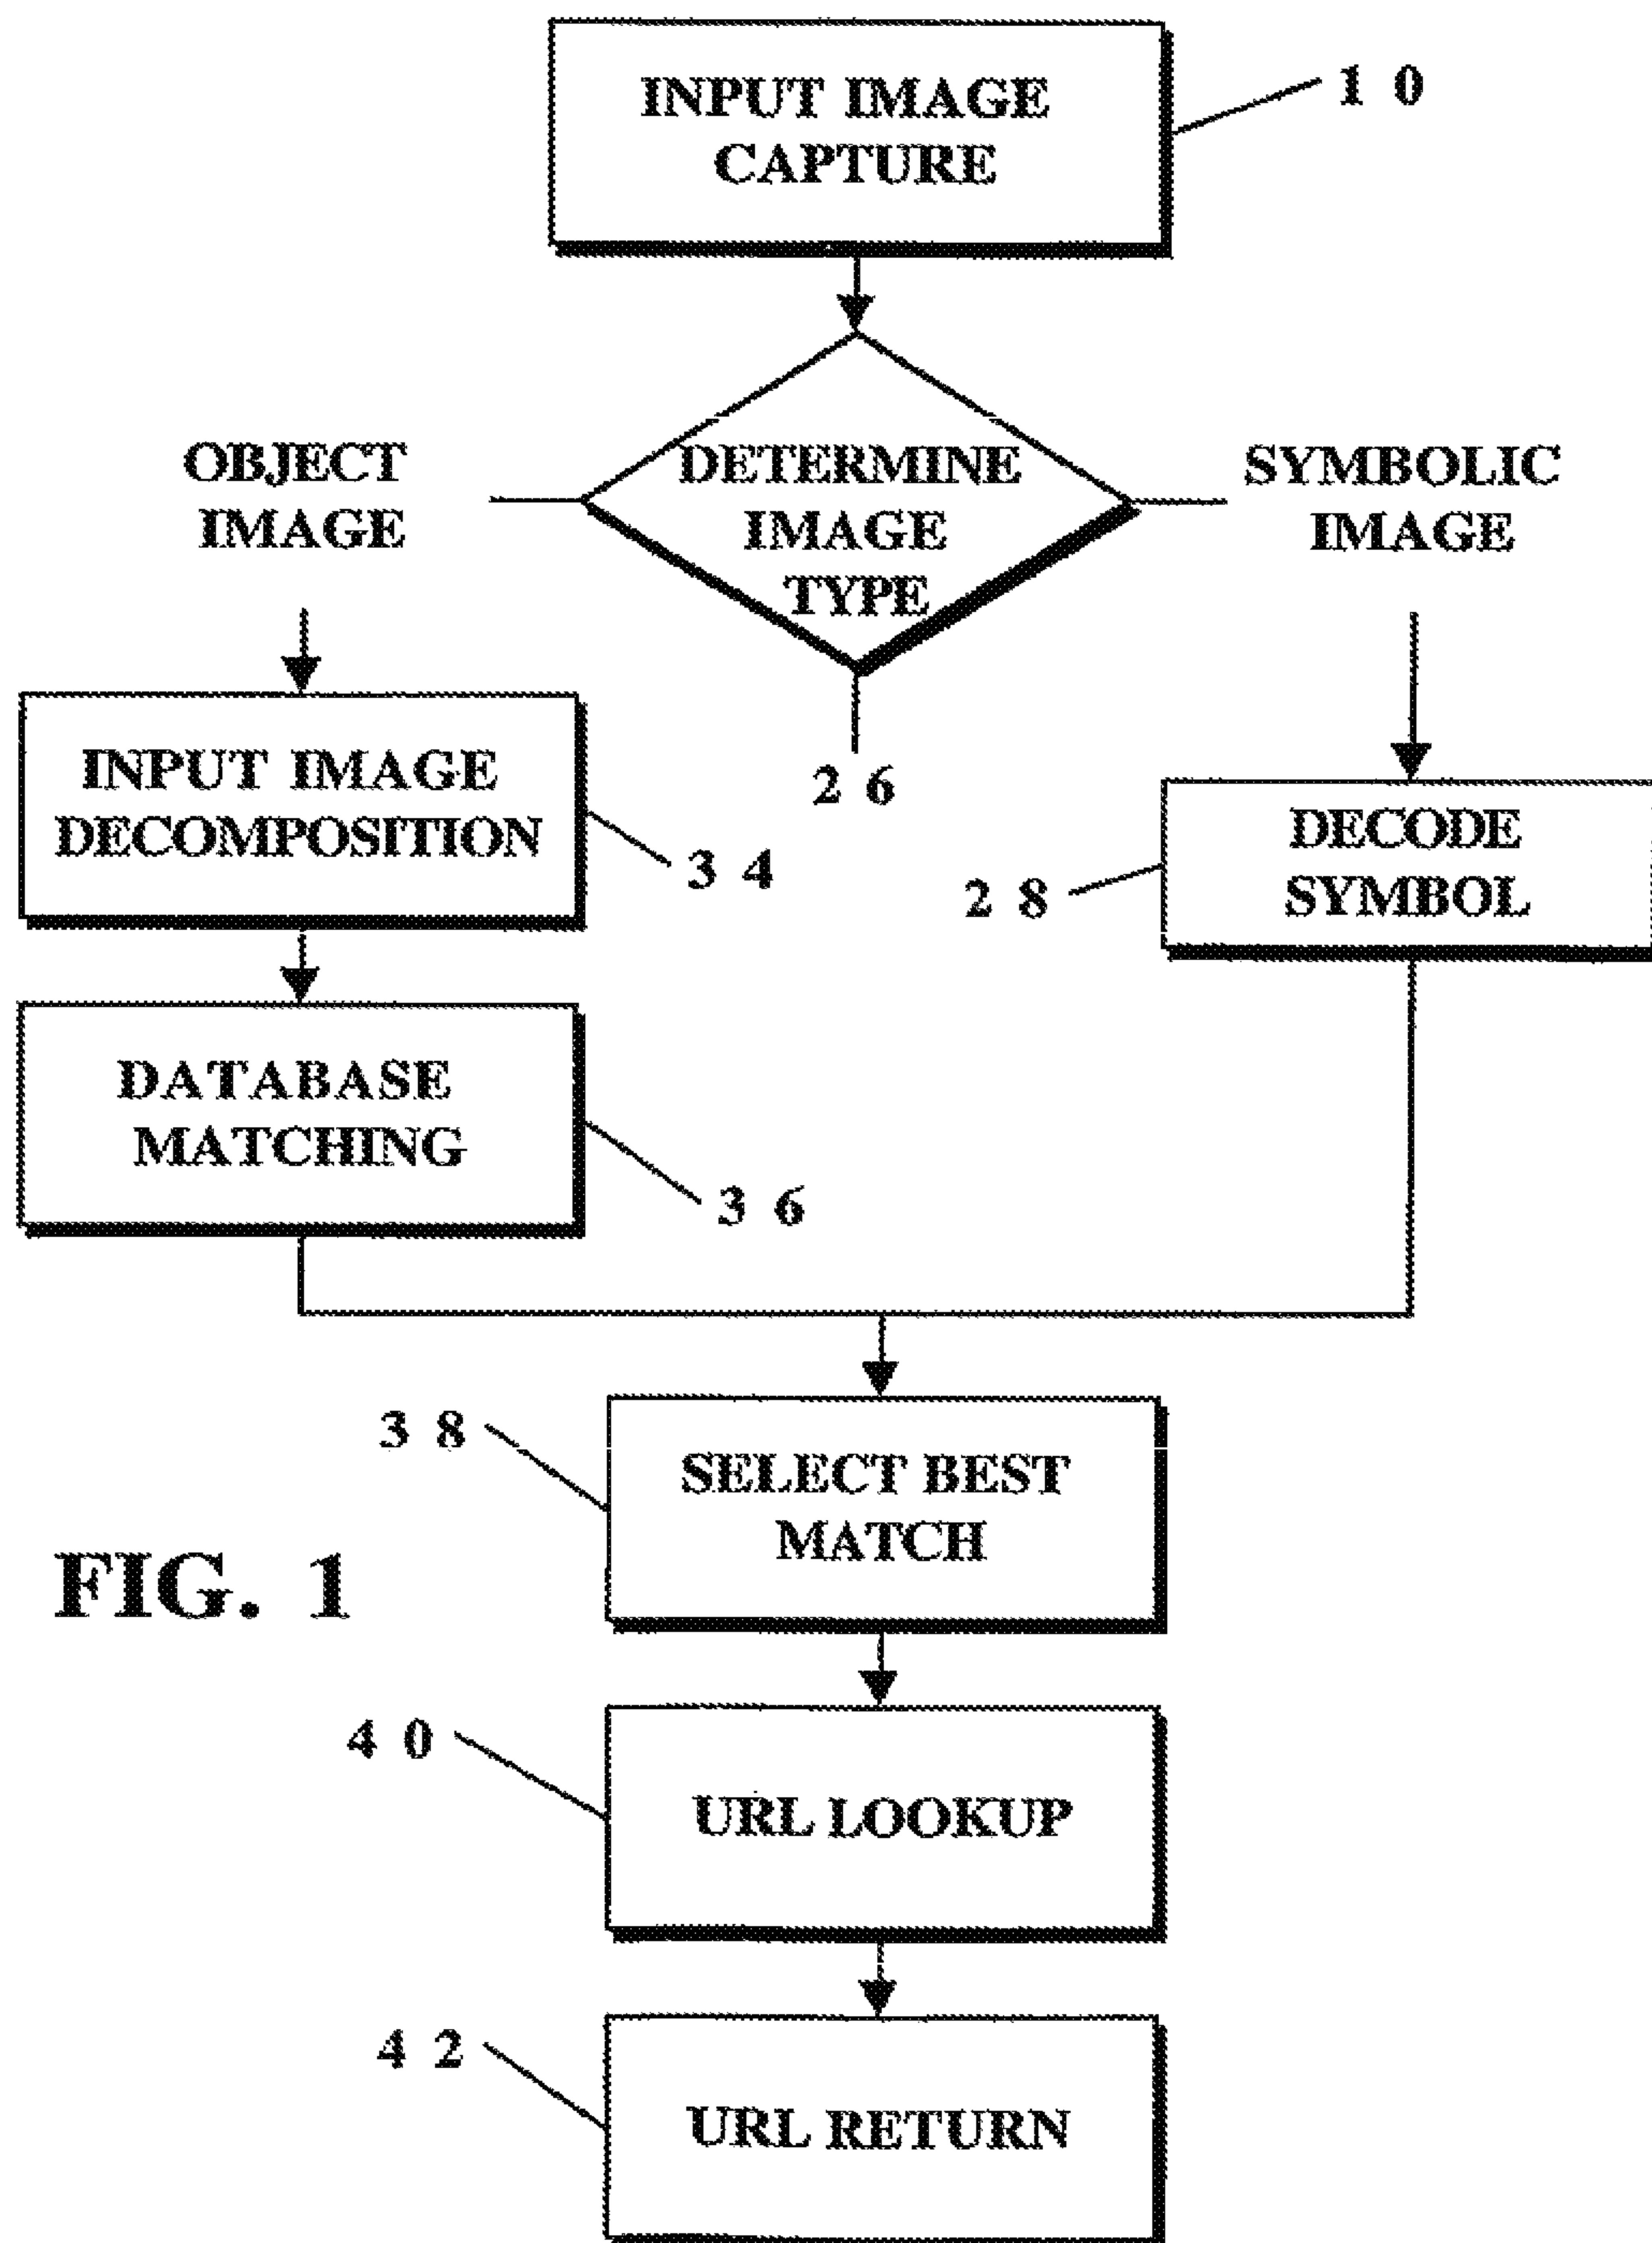 INPUT IMAGE
CAPTURE
1 0
OBJECT
IMAGE
DETERMINE
IMAGE
TYPE
SYMBOLIC
IMAGE
2 6
INPUT IMAGE
DECOMPOSITION
3 4
DECODE
SYMBOL
2 8
DATABASE
MATCHING
3 6
3 8
SELECT BEST
MATCH
FIG. 1
4 0
URL LOOKUP
4 2
URL RETURN